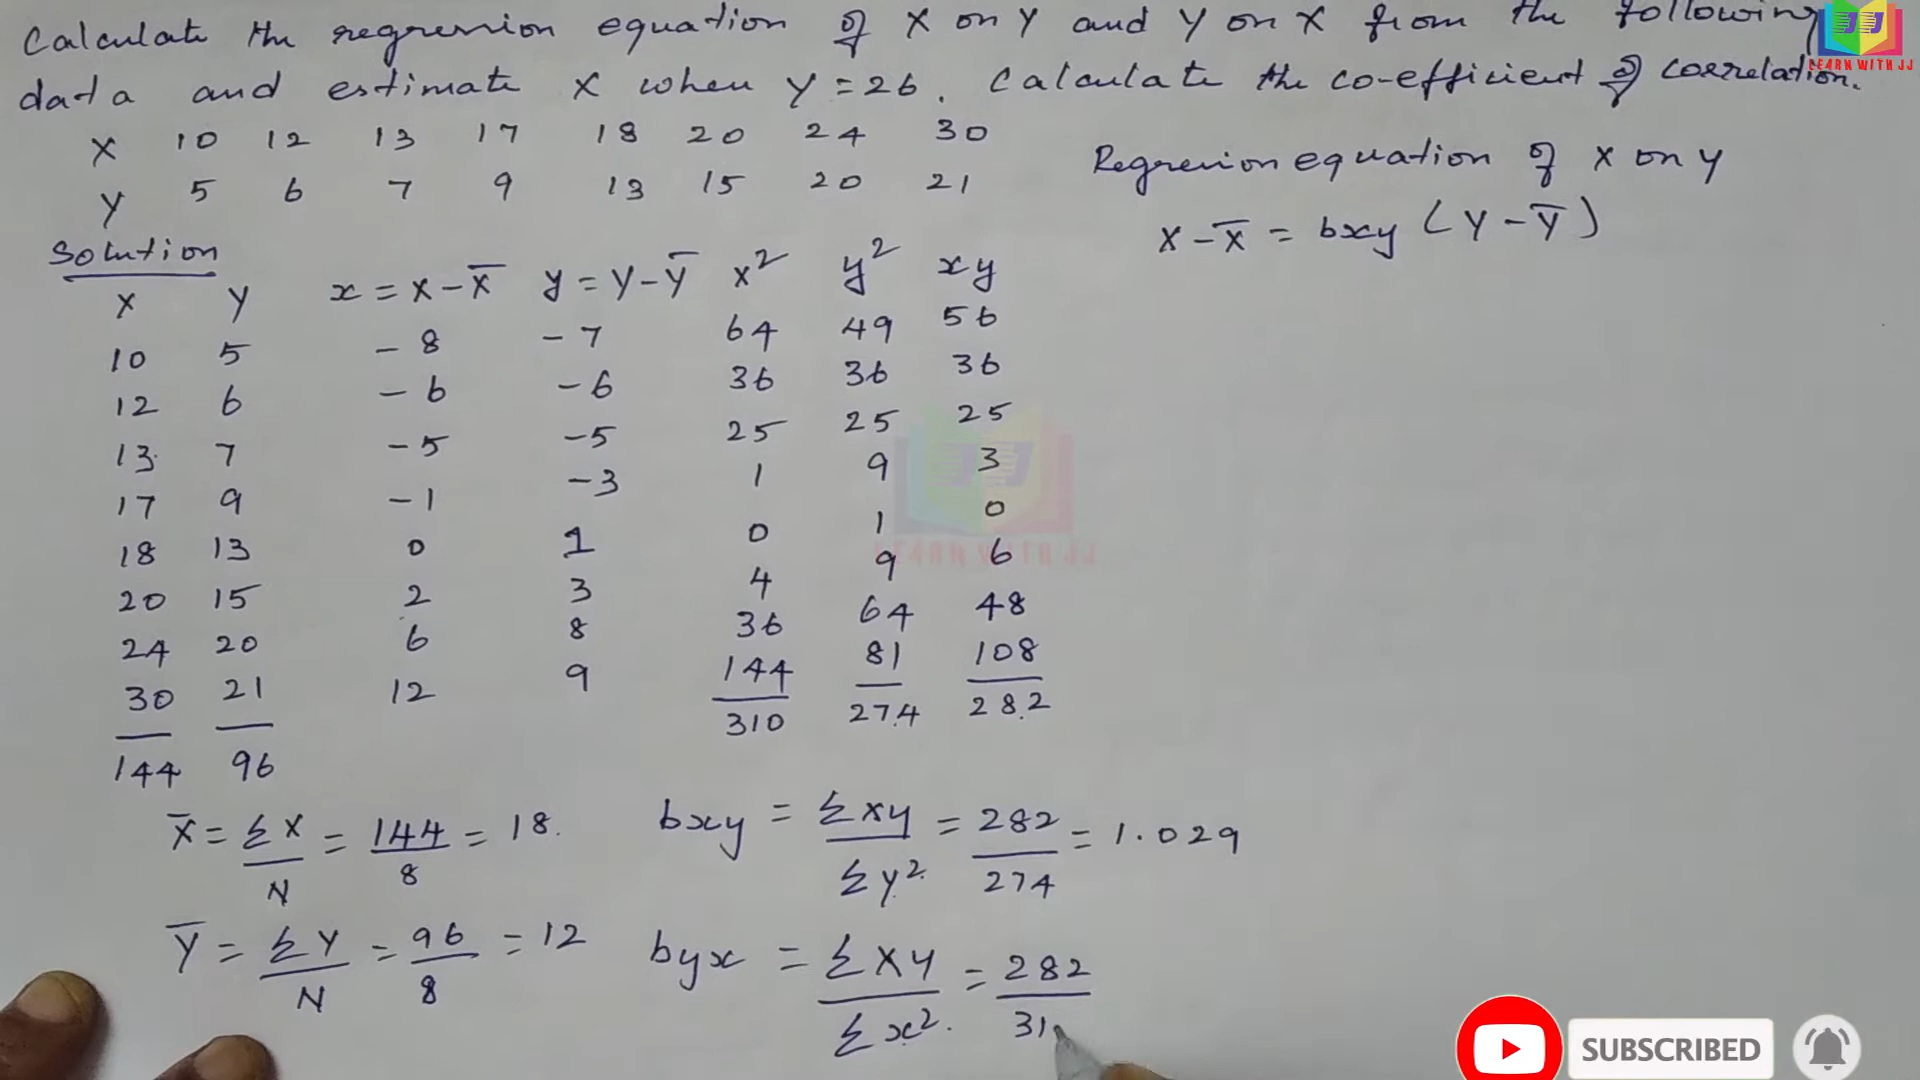 Calculate the regression equation of X on Y and Y on X from the following
data and estimate X when Y = 26. Calculate the co-efficient of correlation.
X 10 12 13 17 18 20 24 30
Y 5 6 7 9 13 15 20 21
Regression equation of X on Y
X - X̅ = bxy (Y - Y̅)
Solution
X Y x = X - X̅ y = Y - Y̅ x² y² xy
10 5 -8 -7 64 49 56
12 6 -6 -6 36 36 36
13 7 -5 -5 25 25 25
17 9 -1 -3 1 9 3
18 13 0 1 0 1 0
20 15 2 3 4 9 6
24 20 6 8 36 64 48
30 21 12 9 144 81 108
144 96 310 274 282
X̅ = ΣX/N = 144/8 = 18.
bxy = Σxy/Σy² = 282/274 = 1.029
Y̅ = ΣY/N = 96/8 = 12
byx = Σxy/Σx². = 282/31
LEARN WITH JJ
LEARN WITH JJ
SUBSCRIBED